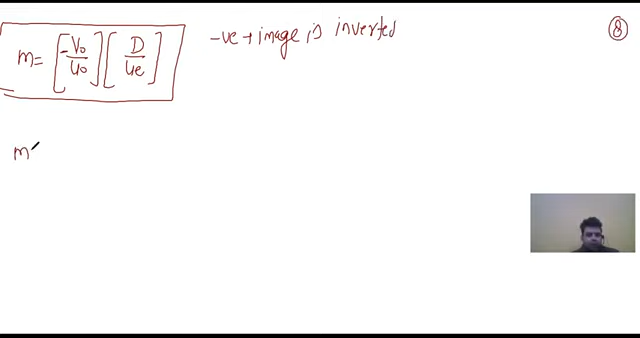 m = [-V₀/U₀] [D/Ue] -ve → image is inverted
8
m'